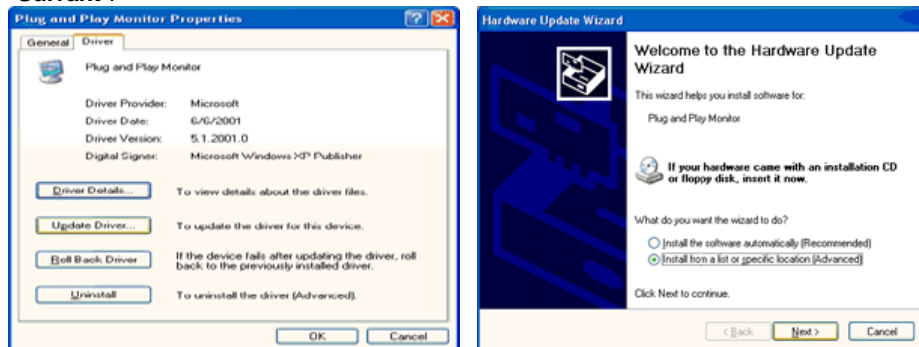 Plug and Play Monitor Properties
General
Driver
Plug and Play Monitor
Driver Provider: Microsoft
Driver Date: 6/6/2001
Driver Version: 5.1.2001.0
Digital Signer: Microsoft Windows XP Publisher
Driver Details...
To view details about the driver files.
Update Driver...
To update the driver for this device.
Roll Back Driver
If the device fails after updating the driver, roll
back to the previously installed driver.
Uninstall
To uninstall the driver (Advanced).
OK
Cancel
Hardware Update Wizard
Welcome to the Hardware Update
Wizard
This wizard helps you install software for:
Plug and Play Monitor
If your hardware came with an installation CD
or floppy disk, insert it now.
What do you want the wizard to do?
Install the software automatically (Recommended)
Install from a list or specific location (Advanced)
Click Next to continue.
< Back
Next >
Cancel